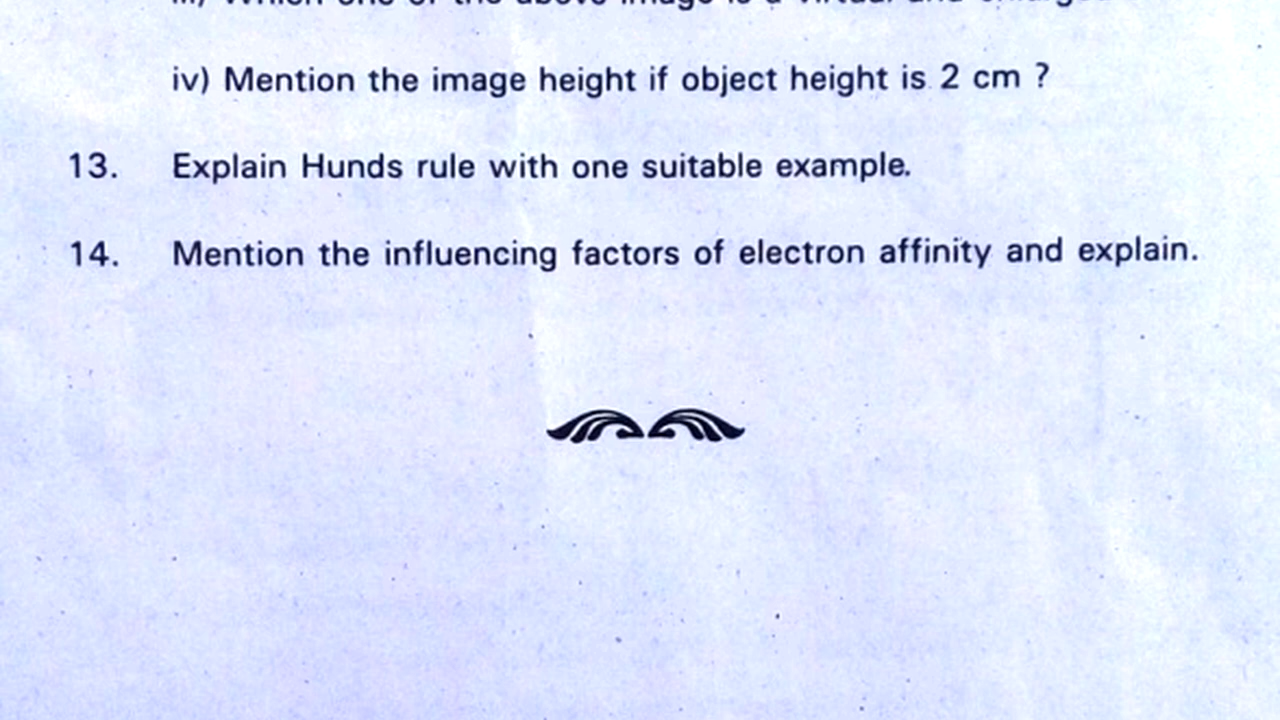 iv) Mention the image height if object height is 2 cm ?
13. Explain Hunds rule with one suitable example.
14. Mention the influencing factors of electron affinity and explain.